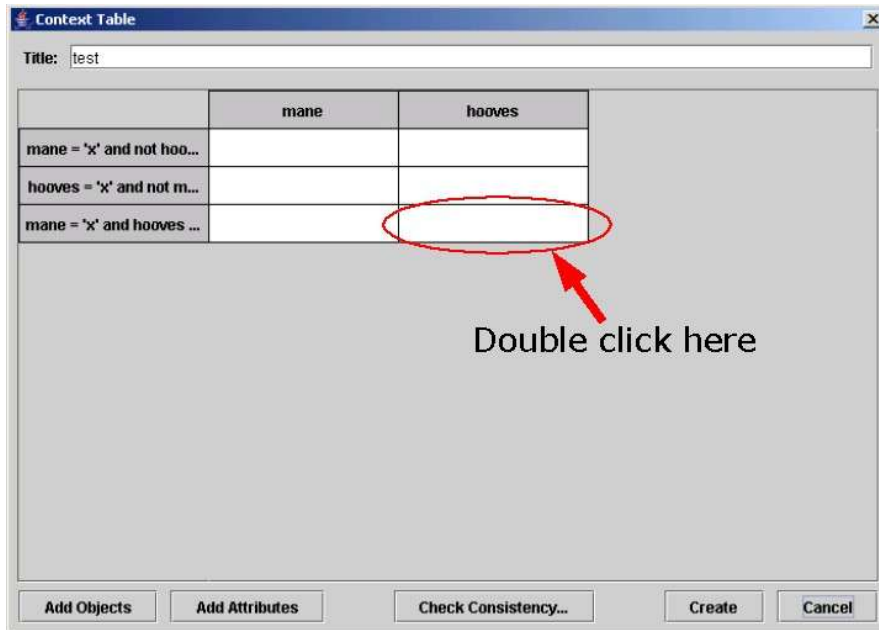 Context Table
Title: test
mane hooves
mane = 'x' and not hoo...
hooves = 'x' and not m...
mane = 'x' and hooves ...
Double click here
Add Objects Add Attributes Check Consistency... Create Cancel